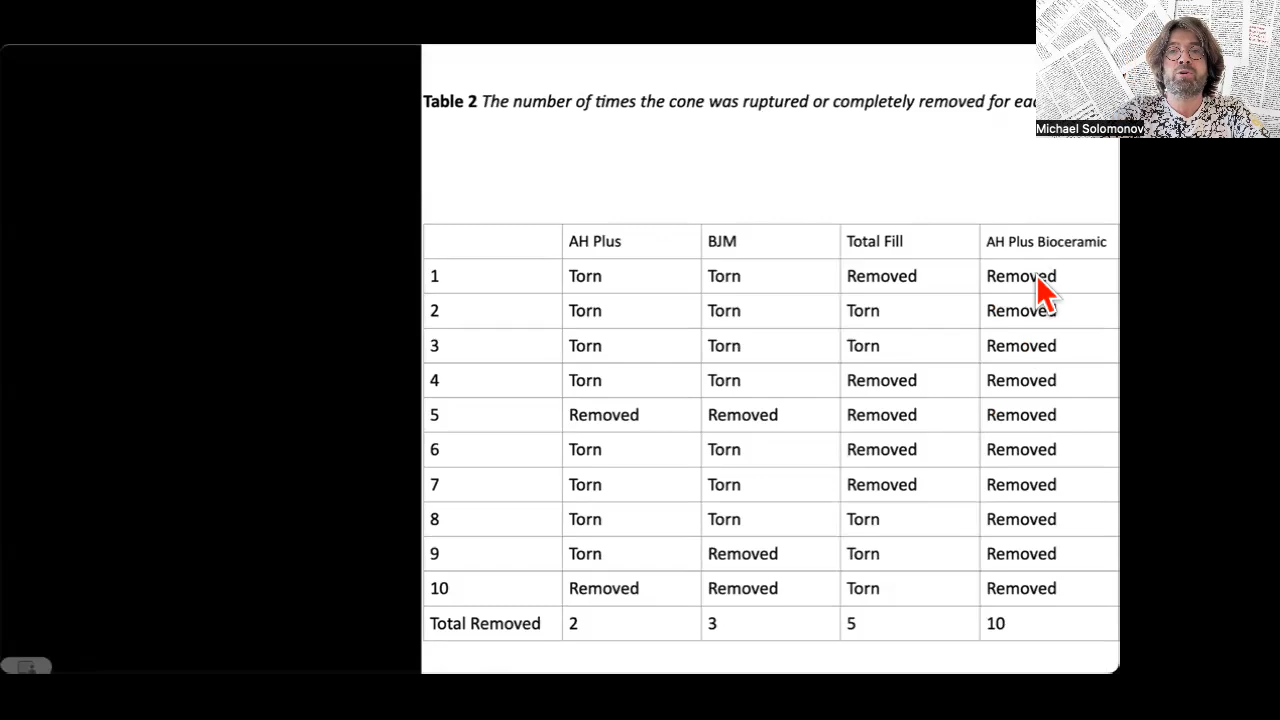 Table 2 The number of times the cone was ruptured or completely removed for
Michael Solomonov
AH Plus BJM Total Fill AH Plus Bioceramic
1 Torn Torn Removed Removed
2 Torn Torn Torn Removed
3 Torn Torn Torn Removed
4 Torn Torn Removed Removed
5 Removed Removed Removed Removed
6 Torn Torn Removed Removed
7 Torn Torn Removed Removed
8 Torn Torn Torn Removed
9 Torn Removed Torn Removed
10 Removed Removed Torn Removed
Total Removed 2 3 5 10